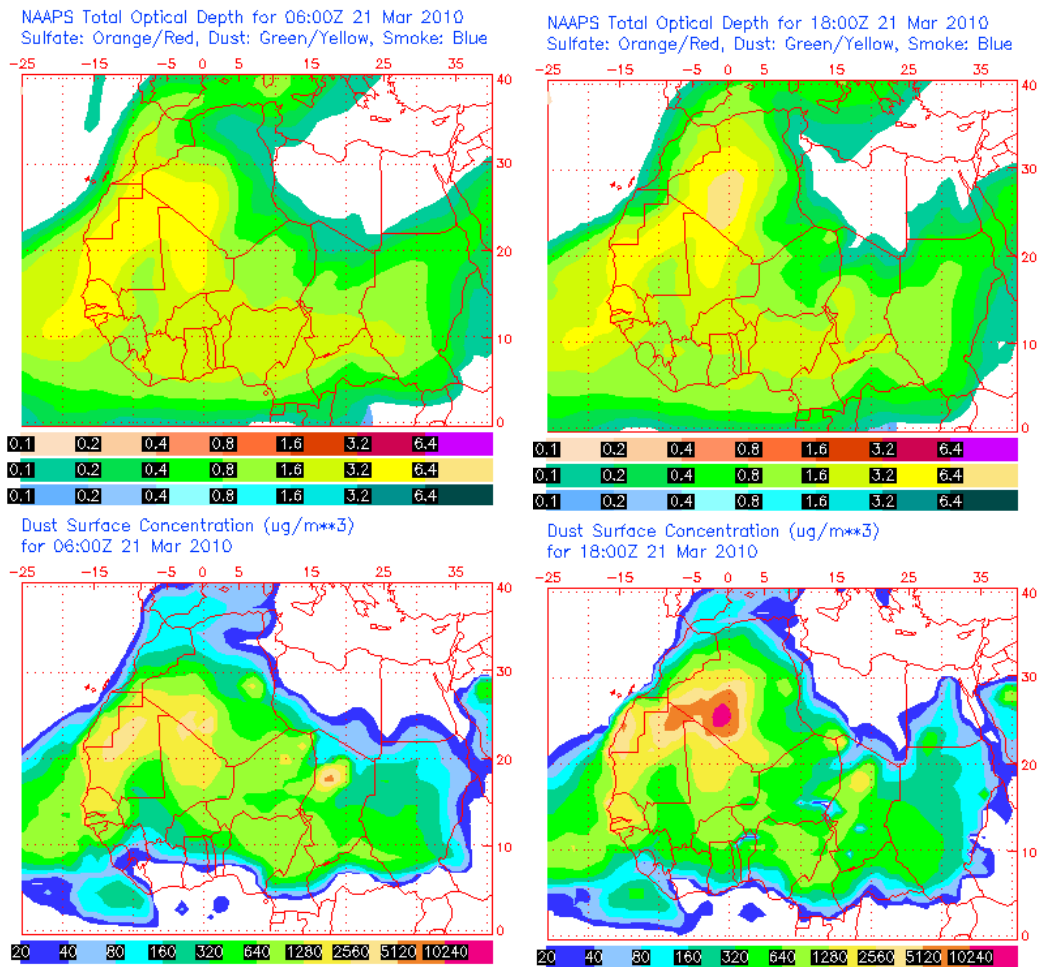 NAAPS Total Optical Depth for 06:00Z 21 Mar 2010
Sulfate: Orange/Red, Dust: Green/Yellow, Smoke: Blue
-25 -15 -5 0 5 15 25 35
40
30
20
10
0
0.1 0.2 0.4 0.8 1.6 3.2 6.4
0.1 0.2 0.4 0.8 1.6 3.2 6.4
0.1 0.2 0.4 0.8 1.6 3.2 6.4
NAAPS Total Optical Depth for 18:00Z 21 Mar 2010
Sulfate: Orange/Red, Dust: Green/Yellow, Smoke: Blue
-25 -15 -5 0 5 15 25 35
40
30
20
10
0
0.1 0.2 0.4 0.8 1.6 3.2 6.4
0.1 0.2 0.4 0.8 1.6 3.2 6.4
0.1 0.2 0.4 0.8 1.6 3.2 6.4
Dust Surface Concentration (ug/m**3)
for 06:00Z 21 Mar 2010
-25 -15 -5 0 5 15 25 35
40
30
20
10
0
20 40 80 160 320 640 1280 2560 5120 10240
Dust Surface Concentration (ug/m**3)
for 18:00Z 21 Mar 2010
-25 -15 -5 0 5 15 25 35
40
30
20
10
0
20 40 80 160 320 640 1280 2560 5120 10240